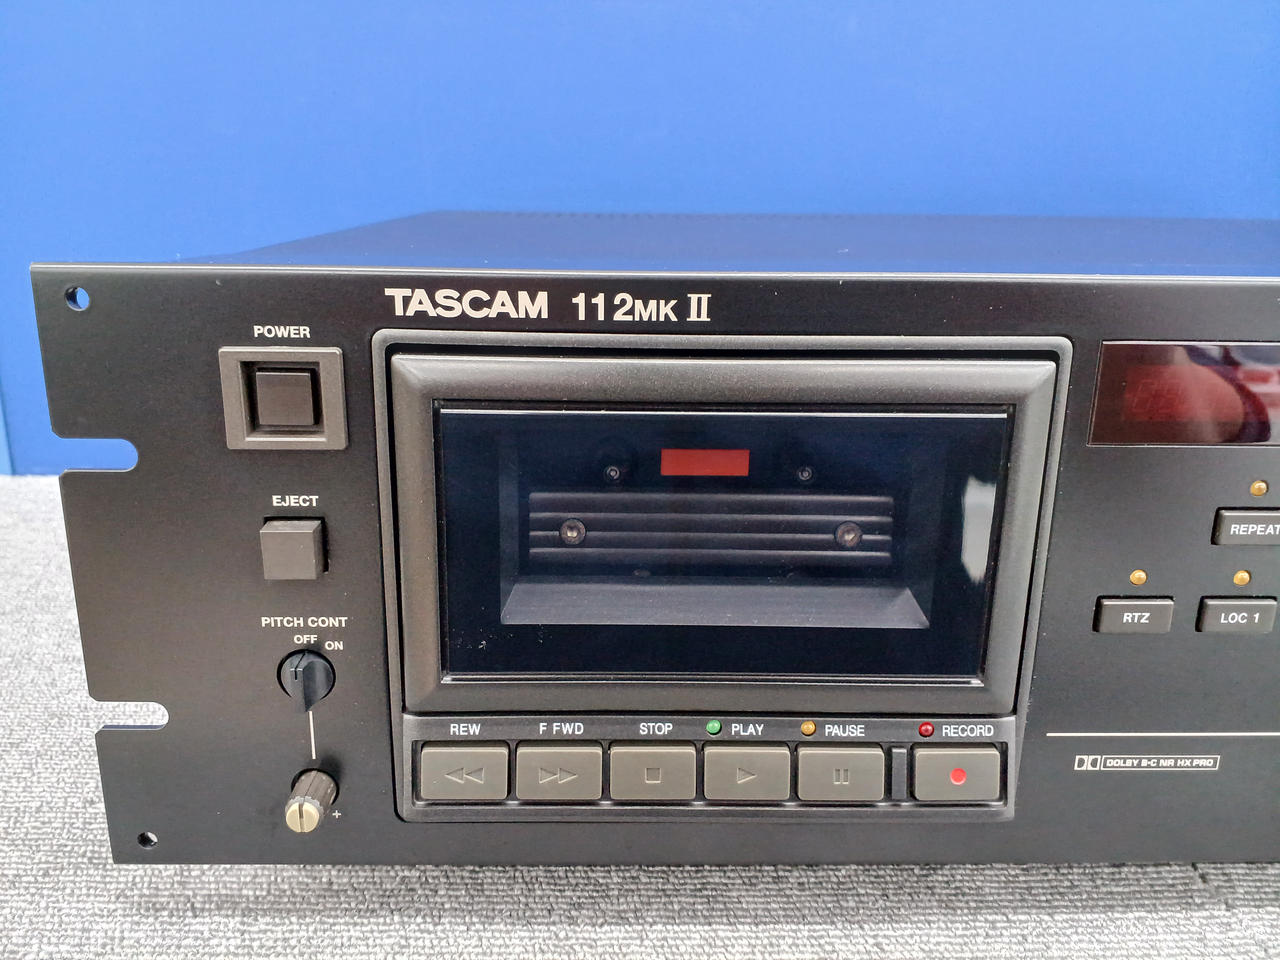 TASCAM 112MK II
POWER
EJECT
PITCH CONT
OFF
ON
+
REW
F FWD
STOP
PLAY
PAUSE
RECORD
REPEAT
RTZ
LOC 1
DOLBY B-C NR HX PRO